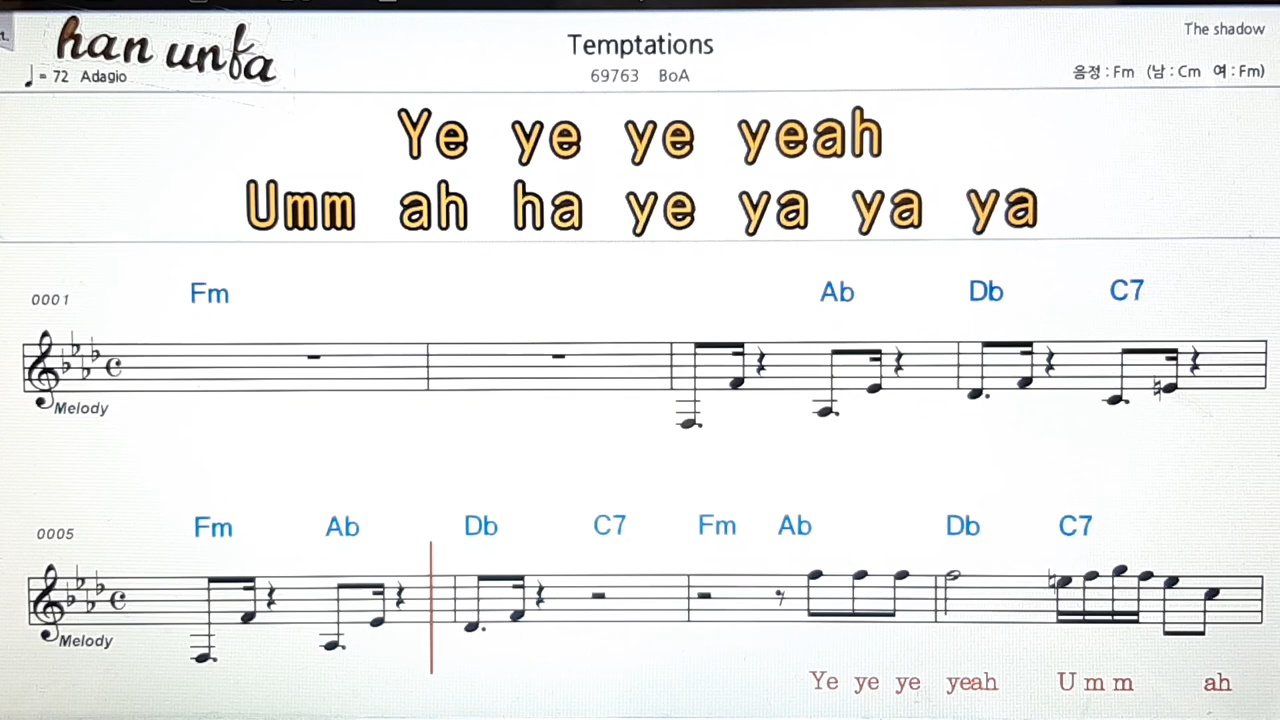 The shadow
han unfa
Temptations
♩ = 72 Adagio
69763 BoA
음정 : Fm (남 : Cm 여 : Fm)
Ye ye ye yeah
Umm ah ha ye ya ya ya
0001 Fm Ab Db C7
Melody
0005 Fm Ab Db C7 Fm Ab Db C7
Melody
Ye ye ye yeah Umm ah